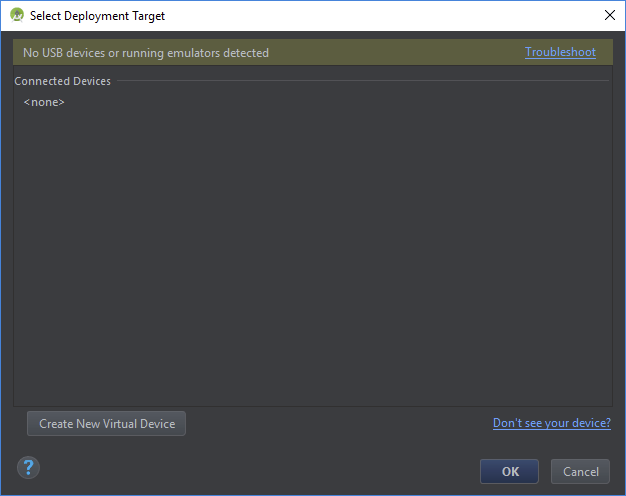 Select Deployment Target
No USB devices or running emulators detected Troubleshoot
Connected Devices
<none>
Create New Virtual Device Don't see your device?
? OK Cancel